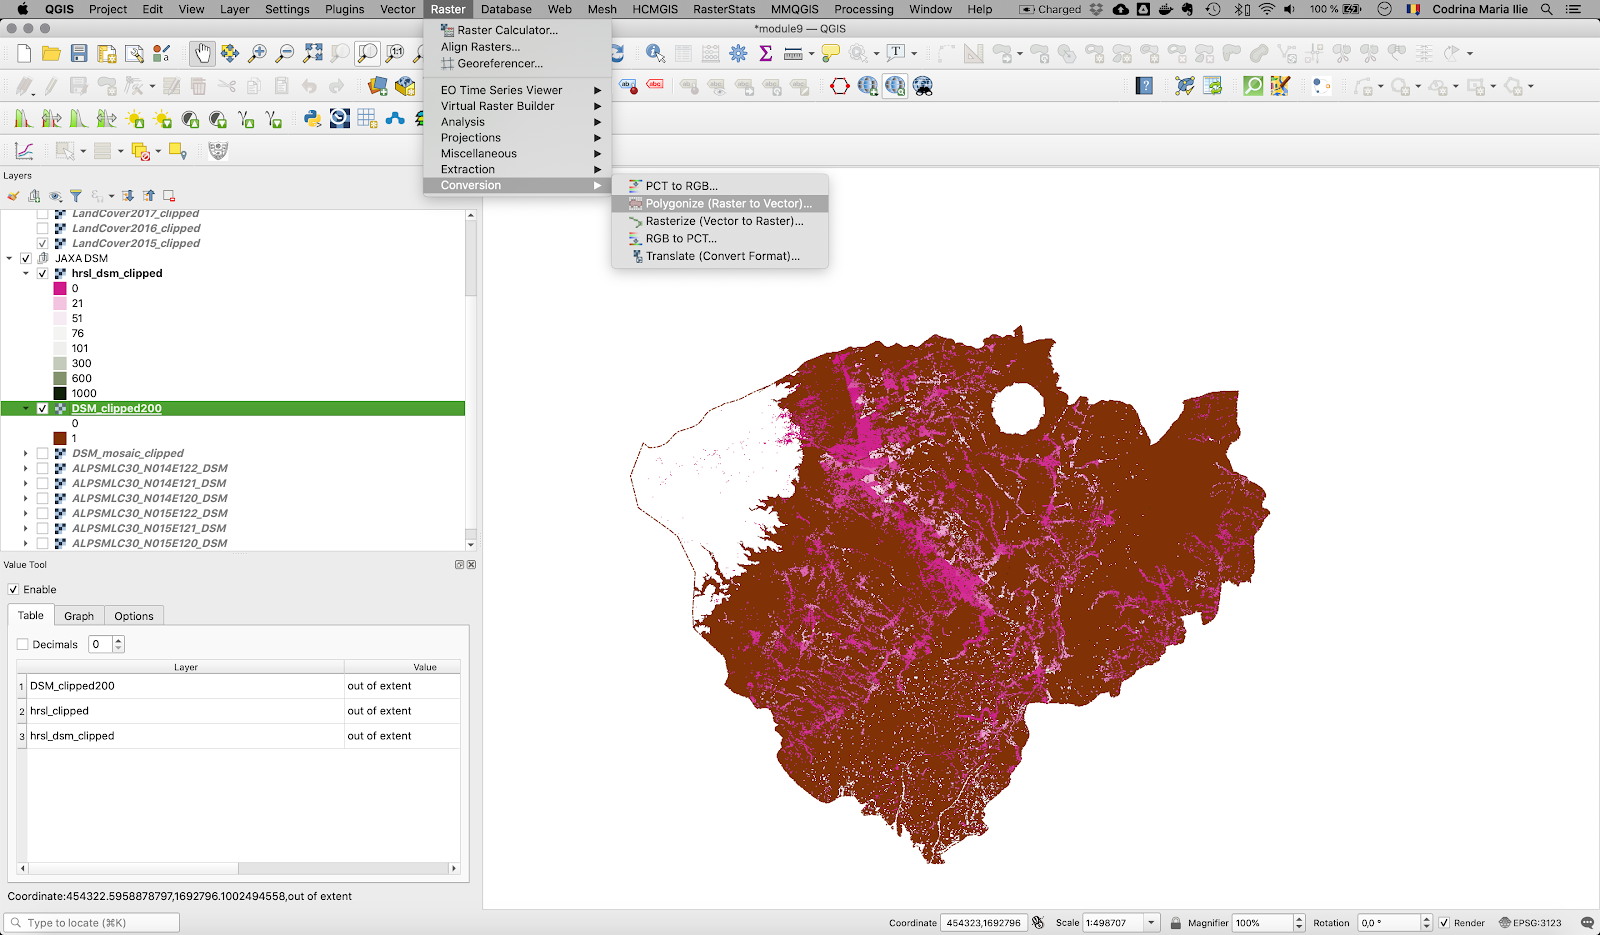 QGIS Project Edit View Layer Settings Plugins Vector Raster Database Web Mesh HCMGIS RasterStats MMQGIS Processing Window Help Charged 100 % Codrina Maria Ilie
*module9 — QGIS
Raster Calculator...
Align Rasters...
Georeferencer...
EO Time Series Viewer
Virtual Raster Builder
Analysis
Projections
Miscellaneous
Extraction
Conversion
PCT to RGB...
Polygonize (Raster to Vector)...
Rasterize (Vector to Raster)...
RGB to PCT...
Translate (Convert Format)...
Layers
LandCover2017_clipped
LandCover2016_clipped
LandCover2015_clipped
JAXA DSM
hrsl_dsm_clipped
0
21
51
76
101
300
600
1000
DSM_clipped200
0
1
DSM_mosaic_clipped
ALPSMLC30_N014E122_DSM
ALPSMLC30_N014E121_DSM
ALPSMLC30_N014E120_DSM
ALPSMLC30_N015E122_DSM
ALPSMLC30_N015E121_DSM
ALPSMLC30_N015E120_DSM
Value Tool
Enable
Table Graph Options
Decimals 0
Layer Value
1 DSM_clipped200 out of extent
2 hrsl_clipped out of extent
3 hrsl_dsm_clipped out of extent
Coordinate:454322.5958878797,1692796.1002494558,out of extent
Type to locate (⌘K)
Coordinate 454323,1692796 Scale 1:498707 Magnifier 100% Rotation 0,0 ° Render EPSG:3123